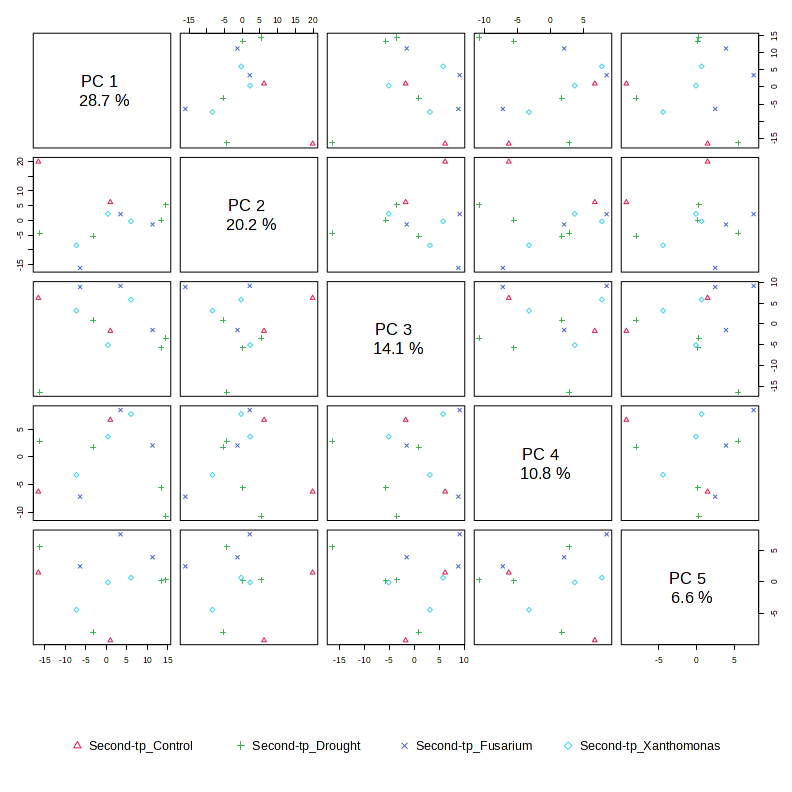 -15 -5 0 5 10 20
-10 -5 0 5
PC 1
28.7 %
-15 -5 0 5 10 15
-15 -5 0 5 10 20
PC 2
20.2 %
PC 3
14.1 %
-15 -10 -5 0 5 10
-10 0 5
PC 4
10.8 %
PC 5
6.6 %
-5 0 5
-15 -10 -5 0 5 10 15
-15 -10 -5 0 5 10
-5 0 5
Second-tp_Control Second-tp_Drought Second-tp_Fusarium Second-tp_Xanthomonas